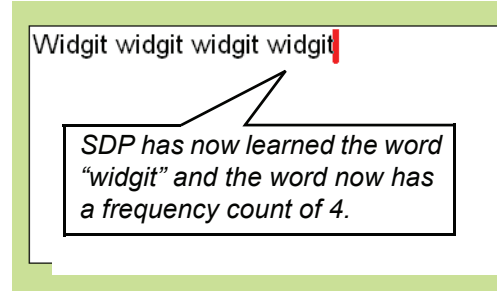 Widgit widgit widgit widgit
SDP has now learned the word
“widgit” and the word now has
a frequency count of 4.